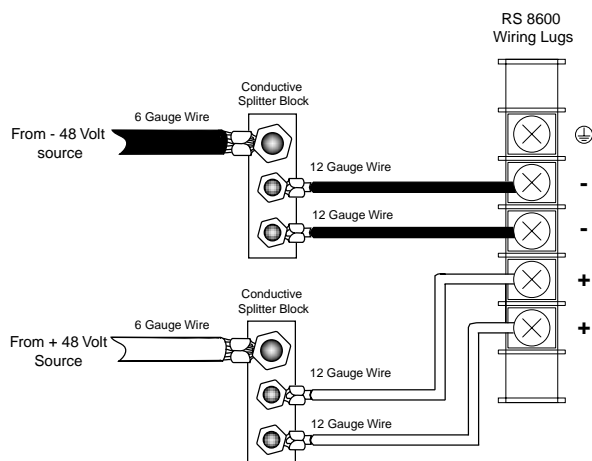 RS 8600
Wiring Lugs
Conductive
Splitter Block
6 Gauge Wire
From - 48 Volt
source
12 Gauge Wire
-
12 Gauge Wire
-
+
Conductive
Splitter Block
6 Gauge Wire
From + 48 Volt
Source
+
12 Gauge Wire
12 Gauge Wire